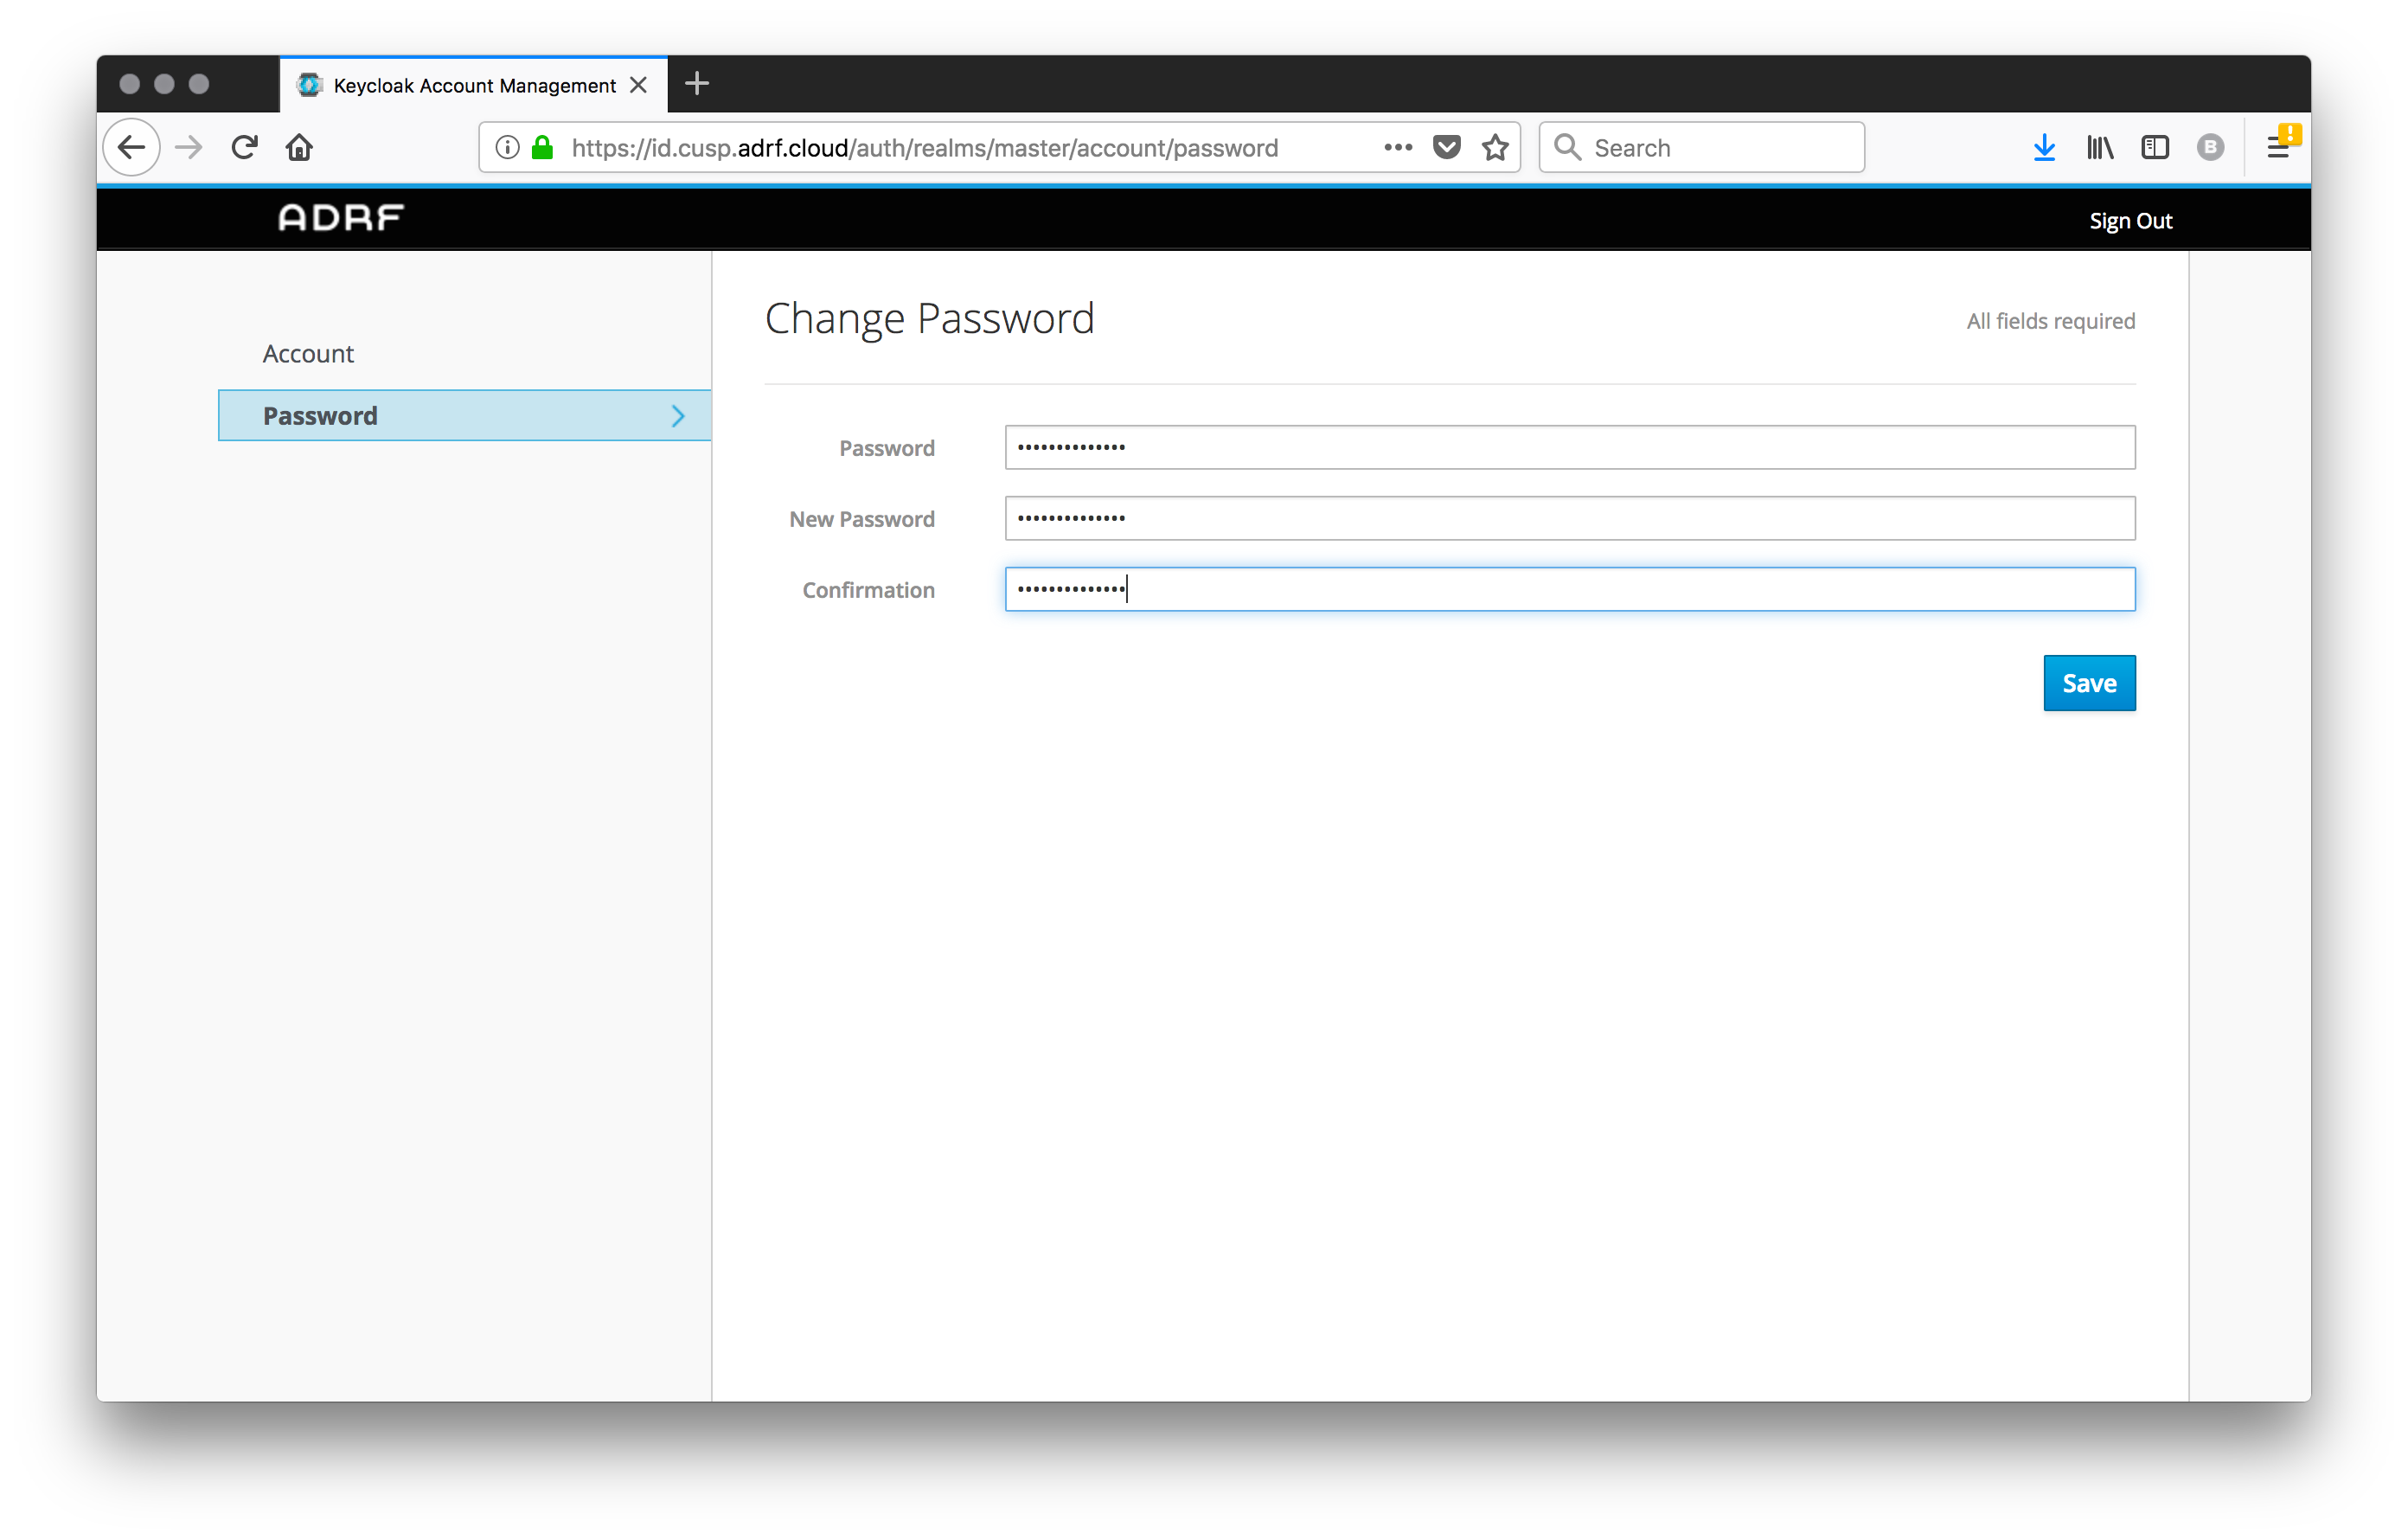 Keycloak Account Management
https://id.cusp.adrf.cloud/auth/realms/master/account/password
Search
B
ADRF
Sign Out
Account
Password
Change Password
All fields required
Password
••••••••••••••
New Password
••••••••••••••
Confirmation
••••••••••••••
Save